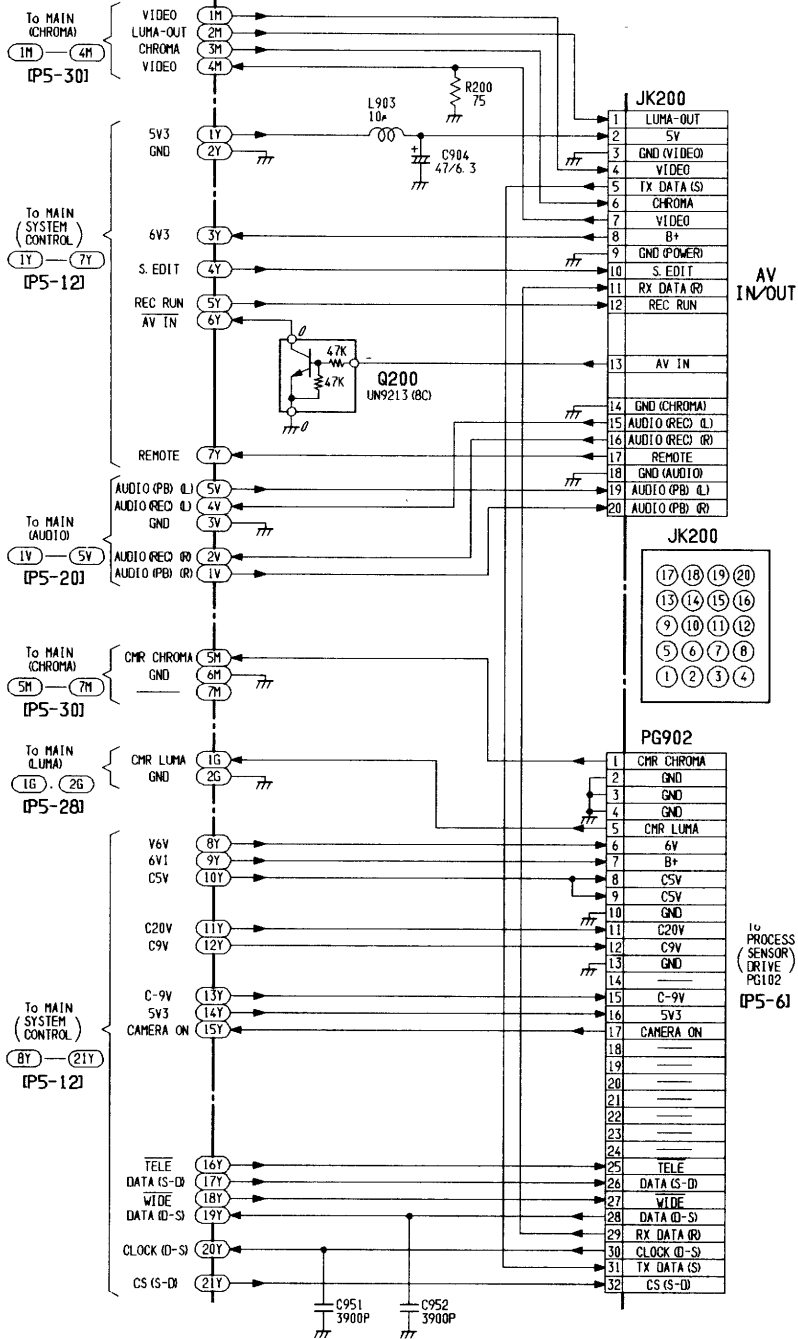 To MAIN
(CHROMA)
1M — 4M
[P5-30]
VIDEO 1M
LUMA-OUT 2M
CHROMA 3M
VIDEO 4M
R200
75
L903
10μ
C904
47/6.3
+
To MAIN
(SYSTEM
CONTROL)
1Y — 7Y
[P5-12]
5V3 1Y
GND 2Y
6V3 3Y
S. EDIT 4Y
REC RUN 5Y
AV IN 6Y
REMOTE 7Y
0
47K
47K
0
Q200
UN9213(8C)
JK200
1 LUMA-OUT
2 5V
3 GND(VIDEO)
4 VIDEO
5 TX DATA(S)
6 CHROMA
7 VIDEO
8 B+
9 GND(POWER)
10 S. EDIT
11 RX DATA(R)
12 REC RUN
13 AV IN
14 GND(CHROMA)
15 AUDIO(REC) (L)
16 AUDIO(REC) (R)
17 REMOTE
18 GND(AUDIO)
19 AUDIO(PB) (L)
20 AUDIO(PB) (R)
AV
IN/OUT
To MAIN
(AUDIO)
1V — 5V
[P5-20]
AUDIO(PB) (L) 5V
AUDIO(REC) (L) 4V
GND 3V
AUDIO(REC) (R) 2V
AUDIO(PB) (R) 1V
JK200
17 18 19 20
13 14 15 16
9 10 11 12
5 6 7 8
1 2 3 4
To MAIN
(CHROMA)
5M — 7M
[P5-30]
CMR CHROMA 5M
GND 6M
— 7M
To MAIN
(LUMA)
1G . 2G
[P5-28]
CMR LUMA 1G
GND 2G
To MAIN
(SYSTEM
CONTROL)
8Y — 21Y
[P5-12]
V6V 8Y
6V1 9Y
C5V 10Y
C20V 11Y
C9V 12Y
C-9V 13Y
5V3 14Y
CAMERA ON 15Y
TELE 16Y
DATA(S-D) 17Y
WIDE 18Y
DATA(D-S) 19Y
CLOCK(D-S) 20Y
CS(S-D) 21Y
C951
3900P
C952
3900P
PG902
1 CMR CHROMA
2 GND
3 GND
4 GND
5 CMR LUMA
6 6V
7 B+
8 C5V
9 C5V
10 GND
11 C20V
12 C9V
13 GND
14 —
15 C-9V
16 5V3
17 CAMERA ON
18 —
19 —
20 —
21 —
22 —
23 —
24 —
25 TELE
26 DATA(S-D)
27 WIDE
28 DATA(D-S)
29 RX DATA(R)
30 CLOCK(D-S)
31 TX DATA(S)
32 CS(S-D)
To
PROCESS
(SENSOR
DRIVE)
PG102
[P5-6]